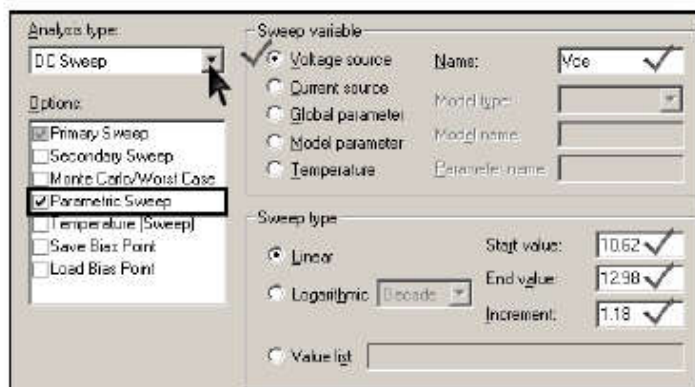 Analysis type:
DC Sweep
Options:
Primary Sweep
Secondary Sweep
Monte Carlo/Worst Case
Parametric Sweep
Temperature (Sweep)
Save Bias Point
Load Bias Point
Sweep variable
Voltage source
Current source
Global parameter
Model parameter
Temperature
Name: Vce
Model type:
Model name:
Parameter name:
Sweep type
Linear
Logarithmic Decade
Value list
Start value: 10.62
End value: 12.98
Increment: 1.18